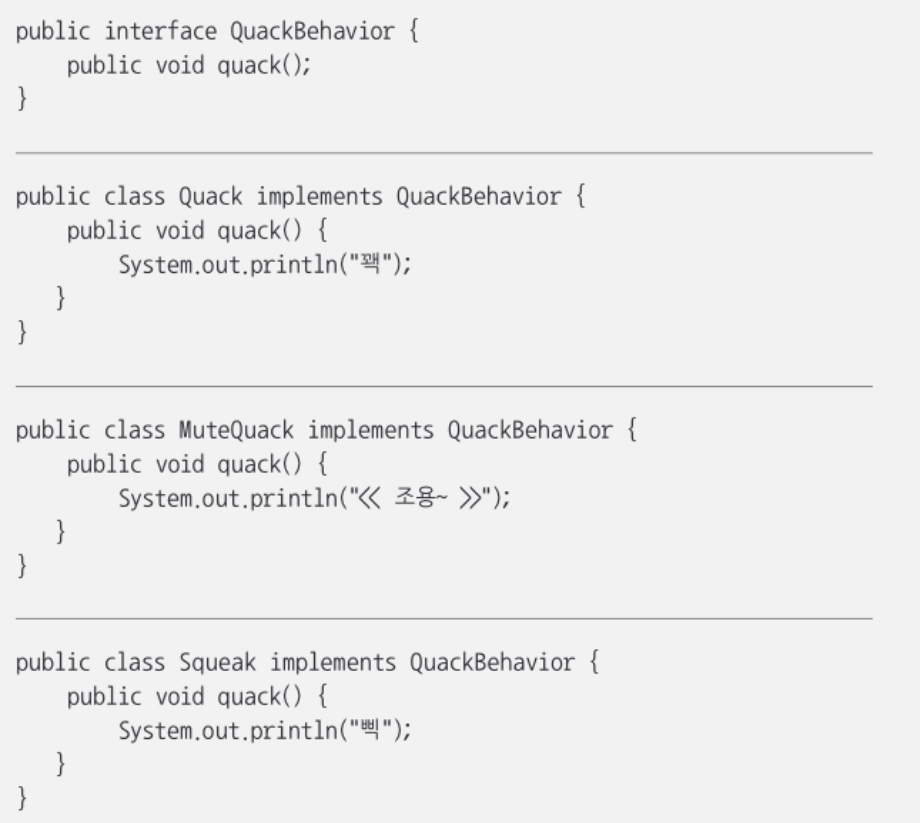 public interface QuackBehavior {
    public void quack();
}
public class Quack implements QuackBehavior {
    public void quack() {
        System.out.println("꽥");
   }
}
public class MuteQuack implements QuackBehavior {
    public void quack() {
        System.out.println("<< 조용~ >>");
   }
}
public class Squeak implements QuackBehavior {
    public void quack() {
        System.out.println("삑");
   }
}